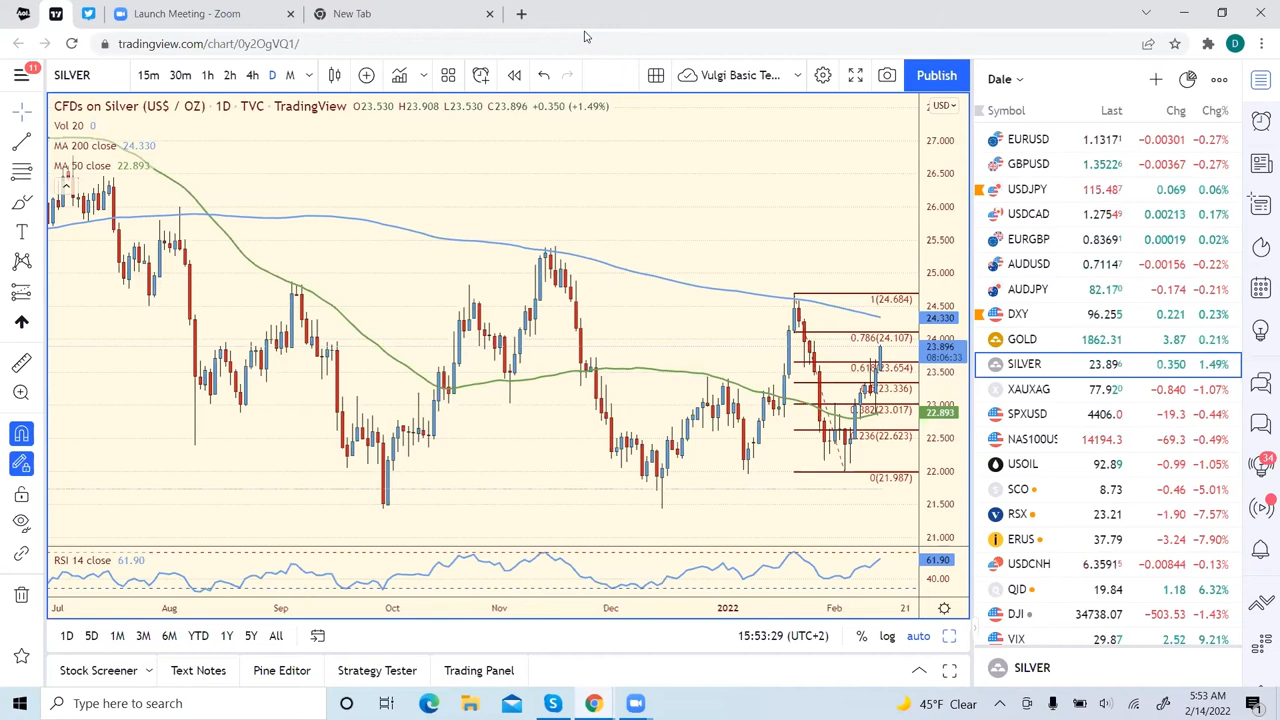 Launch Meeting - Zoom
New Tab
tradingview.com/chart/0y2OgVQ1/
11
SILVER
15m 30m 1h 2h 4h D M
Vulgi Basic Te...
Publish
Dale
CFDs on Silver (US$ / OZ) · 1D · TVC · TradingView O23.530 H23.908 L23.530 C23.896 +0.350 (+1.49%)
USD
Vol 20 0
MA 200 close 24.330
MA 50 close 22.893
27.000
26.500
26.000
25.500
25.000
24.500
24.330
24.000
23.896
08:06:33
23.500
23.000
22.893
22.500
22.000
21.500
21.000
1(24.684)
0.786(24.107)
0.618(23.654)
(23.336)
0.382(23.017)
236(22.623)
0(21.987)
RSI 14 close 61.90
61.90
40.00
Jul Aug Sep Oct Nov Dec 2022 Feb 21
1D 5D 1M 3M 6M YTD 1Y 5Y All
15:53:29 (UTC+2) % log auto
Stock Screener Text Notes Pine Editor Strategy Tester Trading Panel
Symbol Last Chg Chg%
EURUSD 1.13171 −0.00301 −0.27%
GBPUSD 1.35226 −0.00367 −0.27%
USDJPY 115.487 0.069 0.06%
USDCAD 1.27549 0.00213 0.17%
EURGBP 0.83691 0.00019 0.02%
AUDUSD 0.71147 −0.00156 −0.22%
AUDJPY 82.170 −0.174 −0.21%
DXY 96.255 0.221 0.23%
GOLD 1862.31 3.87 0.21%
SILVER 23.896 0.350 1.49%
XAUXAG 77.920 −0.840 −1.07%
SPXUSD 4406.0 −19.3 −0.44%
NAS100US 14194.3 −69.3 −0.49%
USOIL 92.89 −0.99 −1.05%
SCO 8.73 −0.46 −5.01%
RSX 23.21 −1.90 −7.57%
ERUS 37.79 −3.24 −7.90%
USDCNH 6.35915 −0.00844 −0.13%
QID 19.84 1.18 6.32%
DJI 34738.07 −503.53 −1.43%
VIX 29.87 2.52 9.21%
SILVER
34
D
Type here to search
45°F Clear
5:53 AM
2/14/2022
1